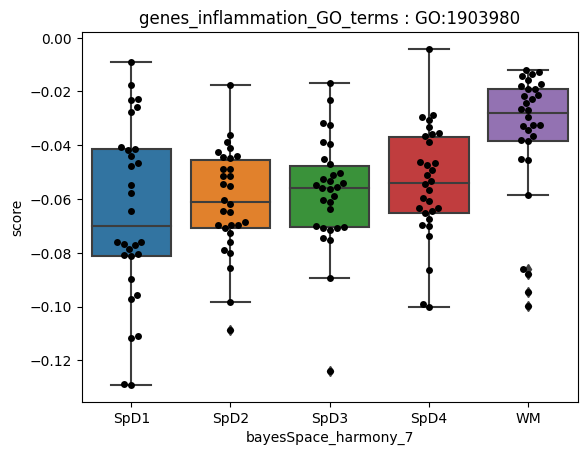 genes_inflammation_GO_terms : GO:1903980
0.00
−0.02
−0.04
−0.06
−0.08
−0.10
−0.12
score
SpD1 SpD2 SpD3 SpD4 WM
bayesSpace_harmony_7